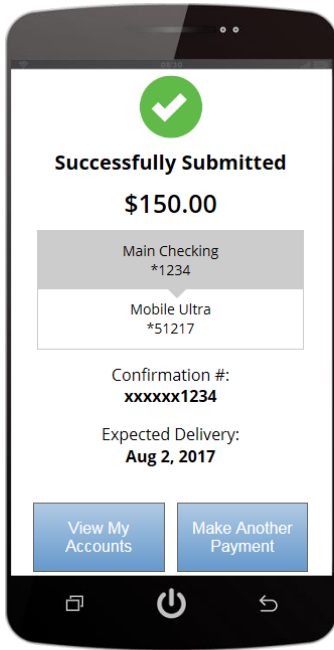 Successfully Submitted
$150.00
Main Checking
*1234
Mobile Ultra
*51217
Confirmation #:
xxxxxx1234
Expected Delivery:
Aug 2, 2017
View My
Accounts
Make Another
Payment